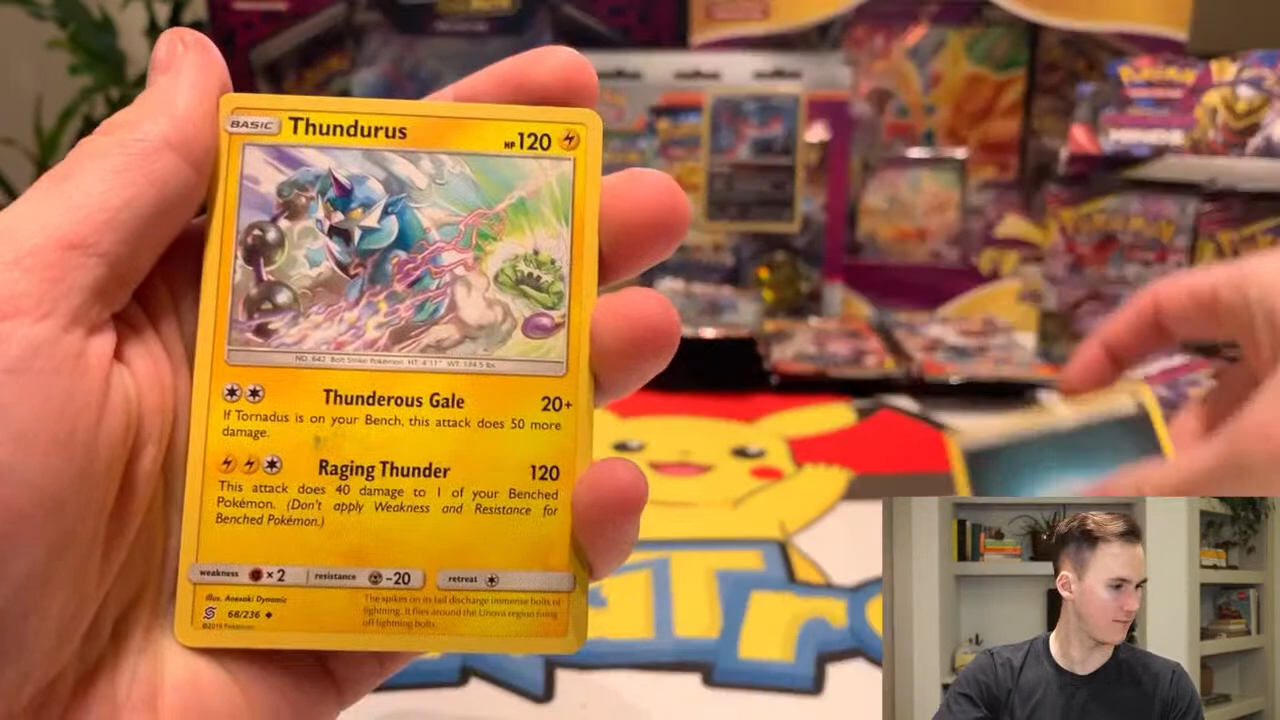 BASIC Thundurus HP 120
NO. 642 Bolt Strike Pokémon HT: 4'11" WT: 134.5 lbs
Thunderous Gale 20+
If Tornadus is on your Bench, this attack does 50 more
damage.
Raging Thunder 120
This attack does 40 damage to 1 of your Benched
Pokémon. (Don't apply Weakness and Resistance for
Benched Pokémon.)
weakness ×2 resistance -20 retreat
Illus. Anesaki Dynamic
68/236
©2019 Pokémon
The spikes on its tail discharge immense bolts of
lightning. It flies around the Unova region firing
off lightning bolts.
Pokémon
Pokémon